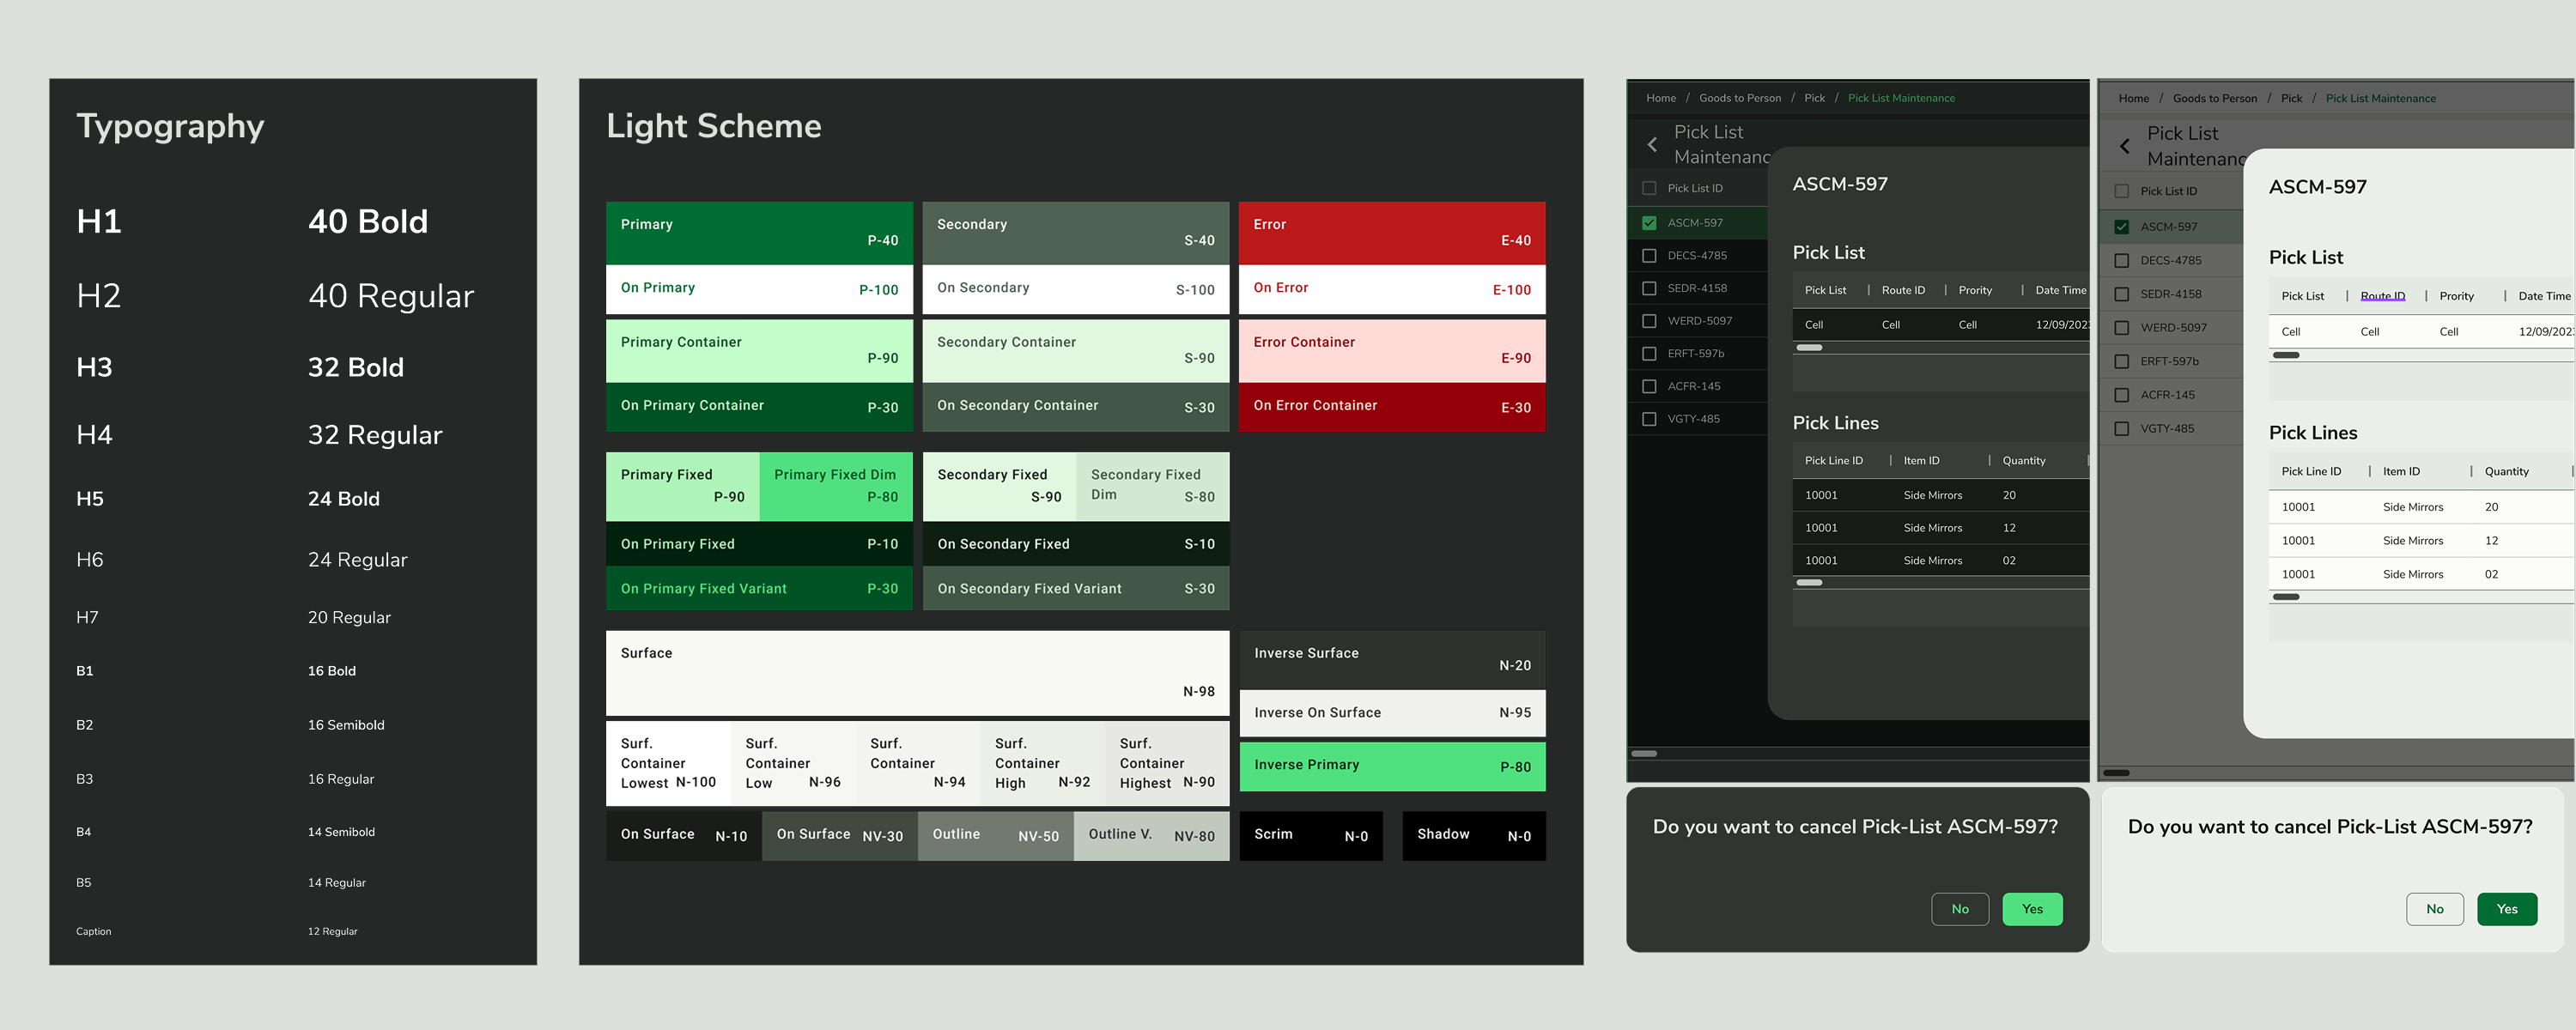 Typography
H1 40 Bold
H2 40 Regular
H3 32 Bold
H4 32 Regular
H5 24 Bold
H6 24 Regular
H7 20 Regular
B1 16 Bold
B2 16 Semibold
B3 16 Regular
B4 14 Semibold
B5 14 Regular
Caption 12 Regular
Light Scheme
Primary
P-40
On Primary P-100
Primary Container
P-90
On Primary Container P-30
Secondary
S-40
On Secondary S-100
Secondary Container
S-90
On Secondary Container S-30
Error
E-40
On Error E-100
Error Container
E-90
On Error Container E-30
Primary Fixed
P-90
Primary Fixed Dim
P-80
On Primary Fixed P-10
On Primary Fixed Variant P-30
Secondary Fixed
S-90
Secondary Fixed
Dim S-80
On Secondary Fixed S-10
On Secondary Fixed Variant S-30
Surface
N-98
Surf.
Container
Lowest N-100
Surf.
Container
Low N-96
Surf.
Container
N-94
Surf.
Container
High N-92
Surf.
Container
Highest N-90
On Surface N-10
On Surface NV-30
Outline NV-50
Outline V. NV-80
Inverse Surface
N-20
Inverse On Surface N-95
Inverse Primary P-80
Scrim N-0
Shadow N-0
Home / Goods to Person / Pick / Pick List Maintenance
Pick List
Maintenanc
Pick List ID
ASCM-597
DECS-4785
SEDR-4158
WERD-5097
ERFT-597b
ACFR-145
VGTY-485
ASCM-597
Pick List
Pick List | Route ID | Prority | Date Time
Cell Cell Cell 12/09/202
Pick Lines
Pick Line ID | Item ID | Quantity |
10001 Side Mirrors 20
10001 Side Mirrors 12
10001 Side Mirrors 02
Do you want to cancel Pick-List ASCM-597?
No Yes
Home / Goods to Person / Pick / Pick List Maintenance
Pick List
Maintenanc
Pick List ID
ASCM-597
DECS-4785
SEDR-4158
WERD-5097
ERFT-597b
ACFR-145
VGTY-485
ASCM-597
Pick List
Pick List | Route ID | Prority | Date Time
Cell Cell Cell 12/09/202
Pick Lines
Pick Line ID | Item ID | Quantity |
10001 Side Mirrors 20
10001 Side Mirrors 12
10001 Side Mirrors 02
Do you want to cancel Pick-List ASCM-597?
No Yes